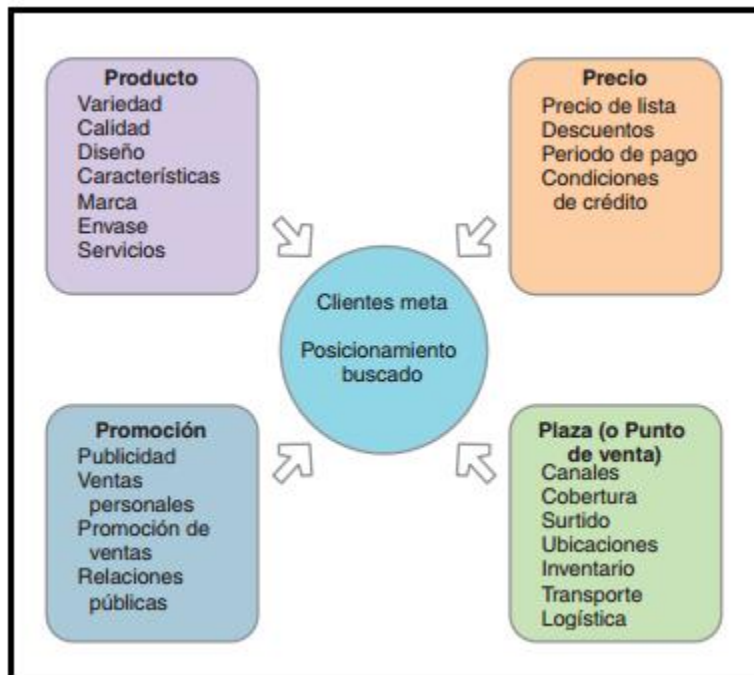 Producto
Variedad
Calidad
Diseño
Características
Marca
Envase
Servicios
Precio
Precio de lista
Descuentos
Periodo de pago
Condiciones
de crédito
Clientes meta
Posicionamiento
buscado
Promoción
Publicidad
Ventas
personales
Promoción de
ventas
Relaciones
públicas
Plaza (o Punto
de venta)
Canales
Cobertura
Surtido
Ubicaciones
Inventario
Transporte
Logística